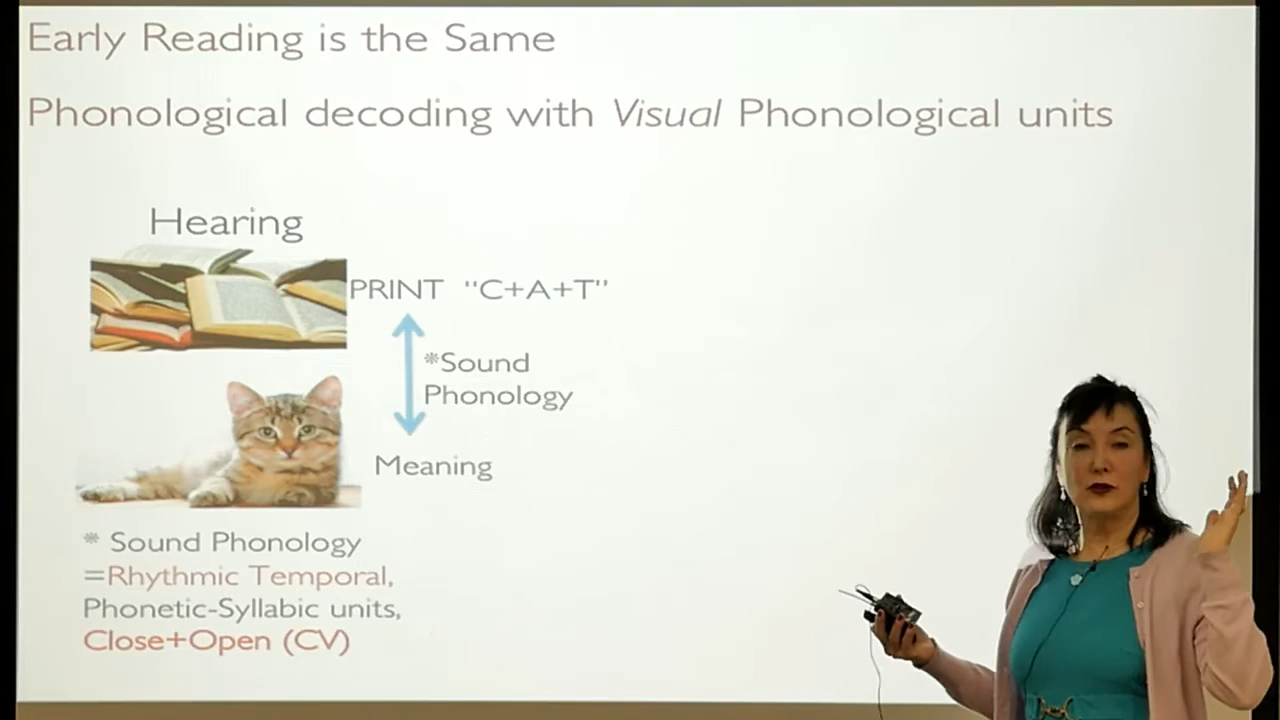 Early Reading is the Same
Phonological decoding with Visual Phonological units
Hearing
PRINT "C+A+T"
*Sound
Phonology
Meaning
* Sound Phonology
=Rhythmic Temporal,
Phonetic-Syllabic units,
Close+Open (CV)